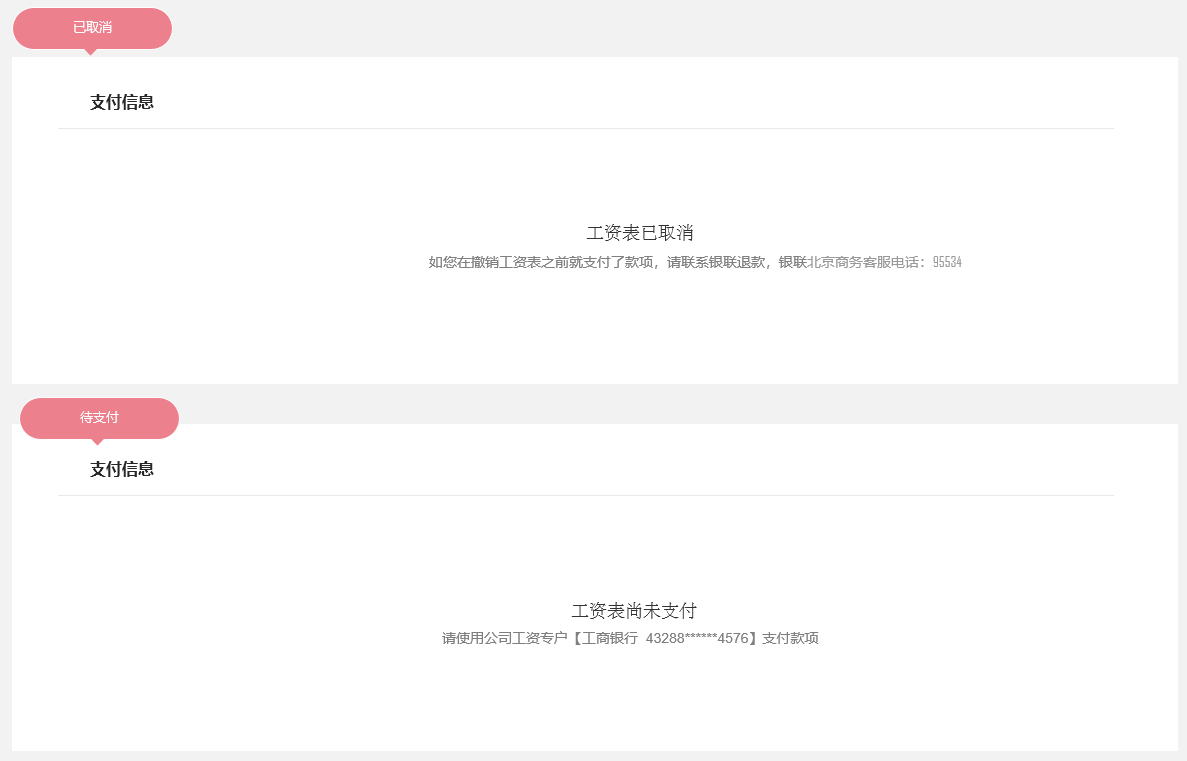 已取消
支付信息
工资表已取消
如您在撤销工资表之前就支付了款项，请联系银联退款，银联北京商务客服电话：95534
待支付
支付信息
工资表尚未支付
请使用公司工资专户【工商银行 43288******4576】支付款项